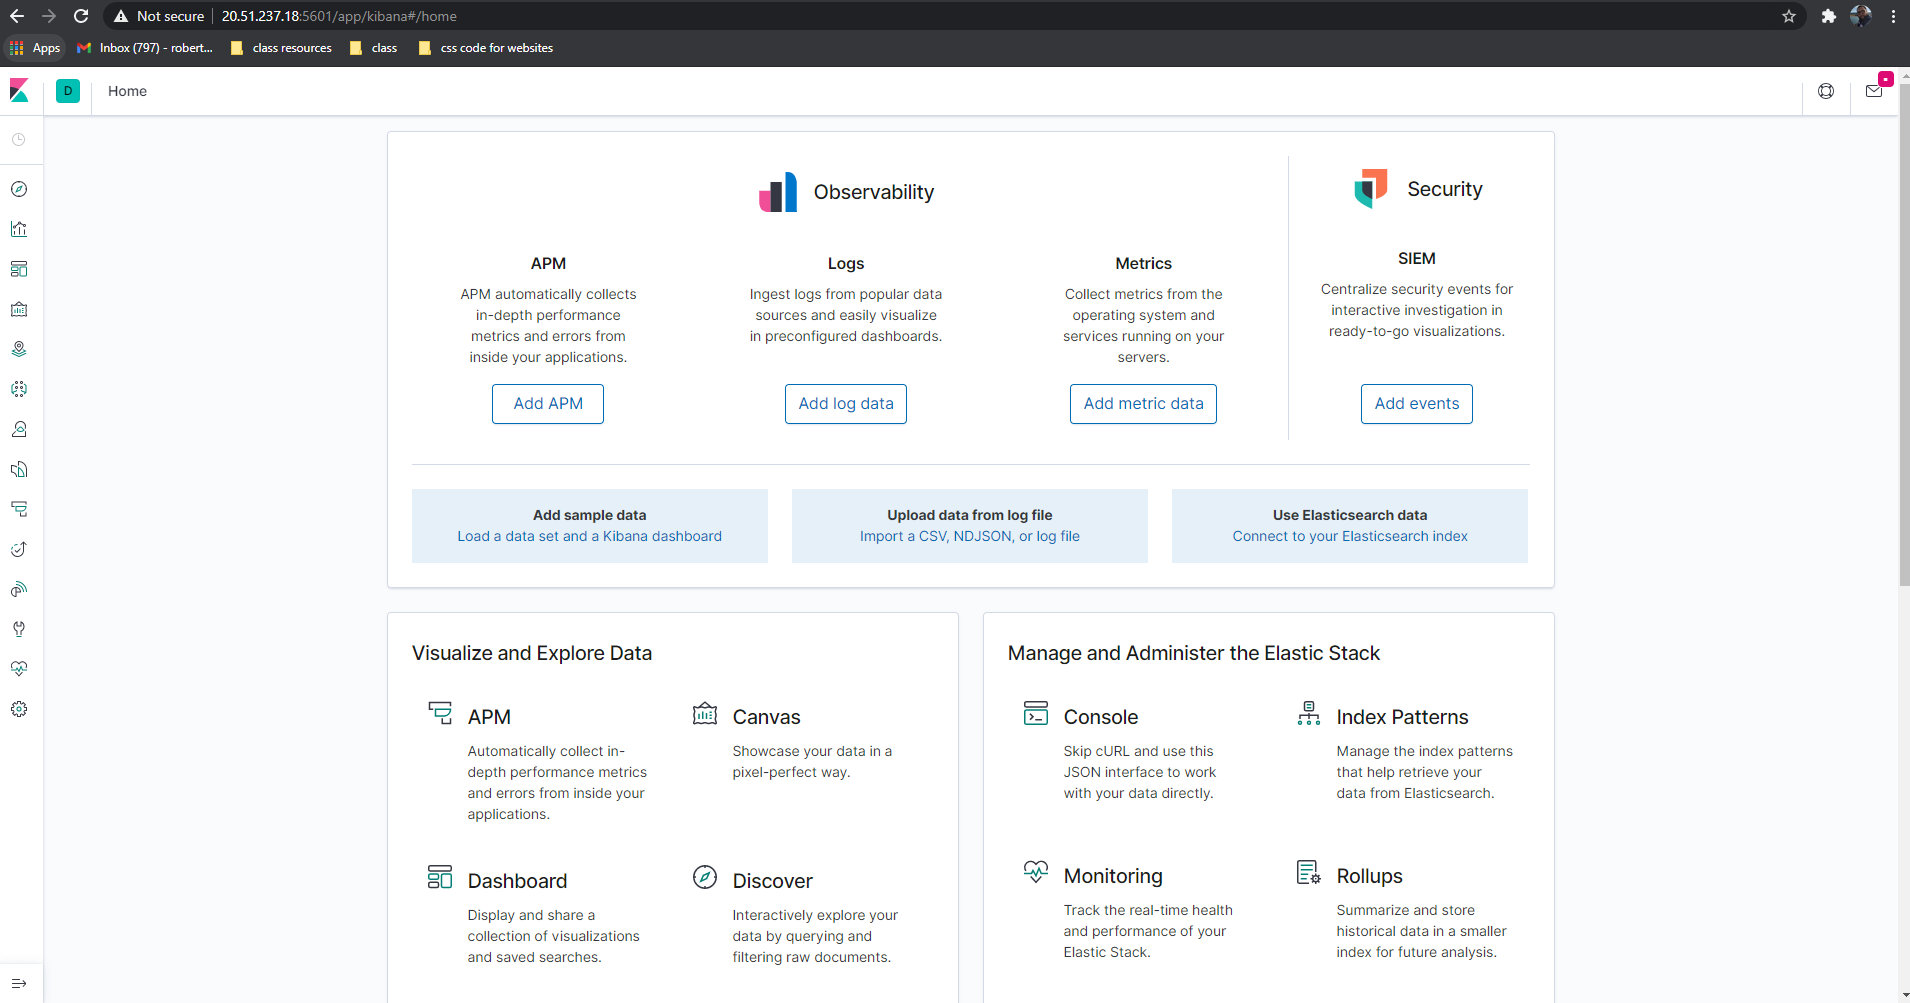 Not secure 20.51.237.18:5601/app/kibana#/home
Apps Inbox (797) - robert... class resources class css code for websites
D Home
Observability
APM
APM automatically collects
in-depth performance
metrics and errors from
inside your applications.
Add APM
Logs
Ingest logs from popular data
sources and easily visualize
in preconfigured dashboards.
Add log data
Metrics
Collect metrics from the
operating system and
services running on your
servers.
Add metric data
Security
SIEM
Centralize security events for
interactive investigation in
ready-to-go visualizations.
Add events
Add sample data
Load a data set and a Kibana dashboard
Upload data from log file
Import a CSV, NDJSON, or log file
Use Elasticsearch data
Connect to your Elasticsearch index
Visualize and Explore Data
APM
Automatically collect in-
depth performance metrics
and errors from inside your
applications.
Canvas
Showcase your data in a
pixel-perfect way.
Dashboard
Display and share a
collection of visualizations
and saved searches.
Discover
Interactively explore your
data by querying and
filtering raw documents.
Manage and Administer the Elastic Stack
Console
Skip cURL and use this
JSON interface to work
with your data directly.
Index Patterns
Manage the index patterns
that help retrieve your
data from Elasticsearch.
Monitoring
Track the real-time health
and performance of your
Elastic Stack.
Rollups
Summarize and store
historical data in a smaller
index for future analysis.